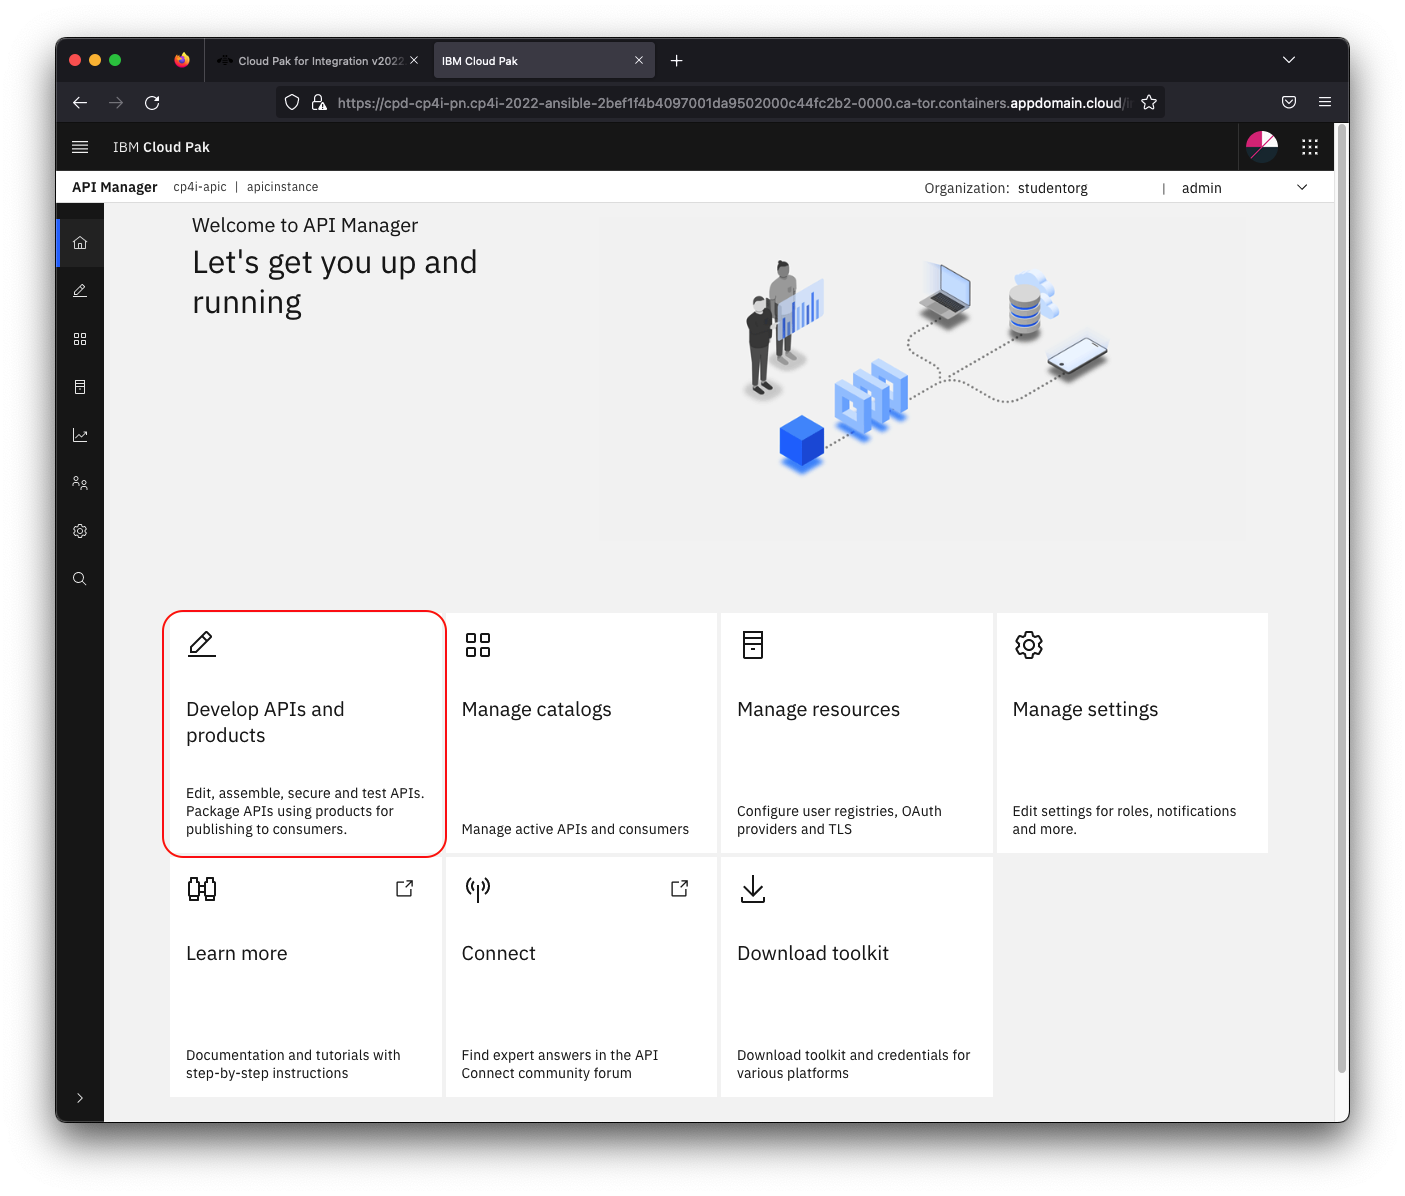 Cloud Pak for Integration v2022
IBM Cloud Pak
https://cpd-cp4i-pn.cp4i-2022-ansible-2bef1f4b4097001da9502000c44fc2b2-0000.ca-tor.containers.appdomain.cloud/
IBM Cloud Pak
API Manager cp4i-apic | apicinstance
Organization: studentorg | admin
Welcome to API Manager
Let's get you up and
running
Develop APIs and
products
Edit, assemble, secure and test APIs.
Package APIs using products for
publishing to consumers.
Manage catalogs
Manage active APIs and consumers
Manage resources
Configure user registries, OAuth
providers and TLS
Manage settings
Edit settings for roles, notifications
and more.
Learn more
Documentation and tutorials with
step-by-step instructions
Connect
Find expert answers in the API
Connect community forum
Download toolkit
Download toolkit and credentials for
various platforms